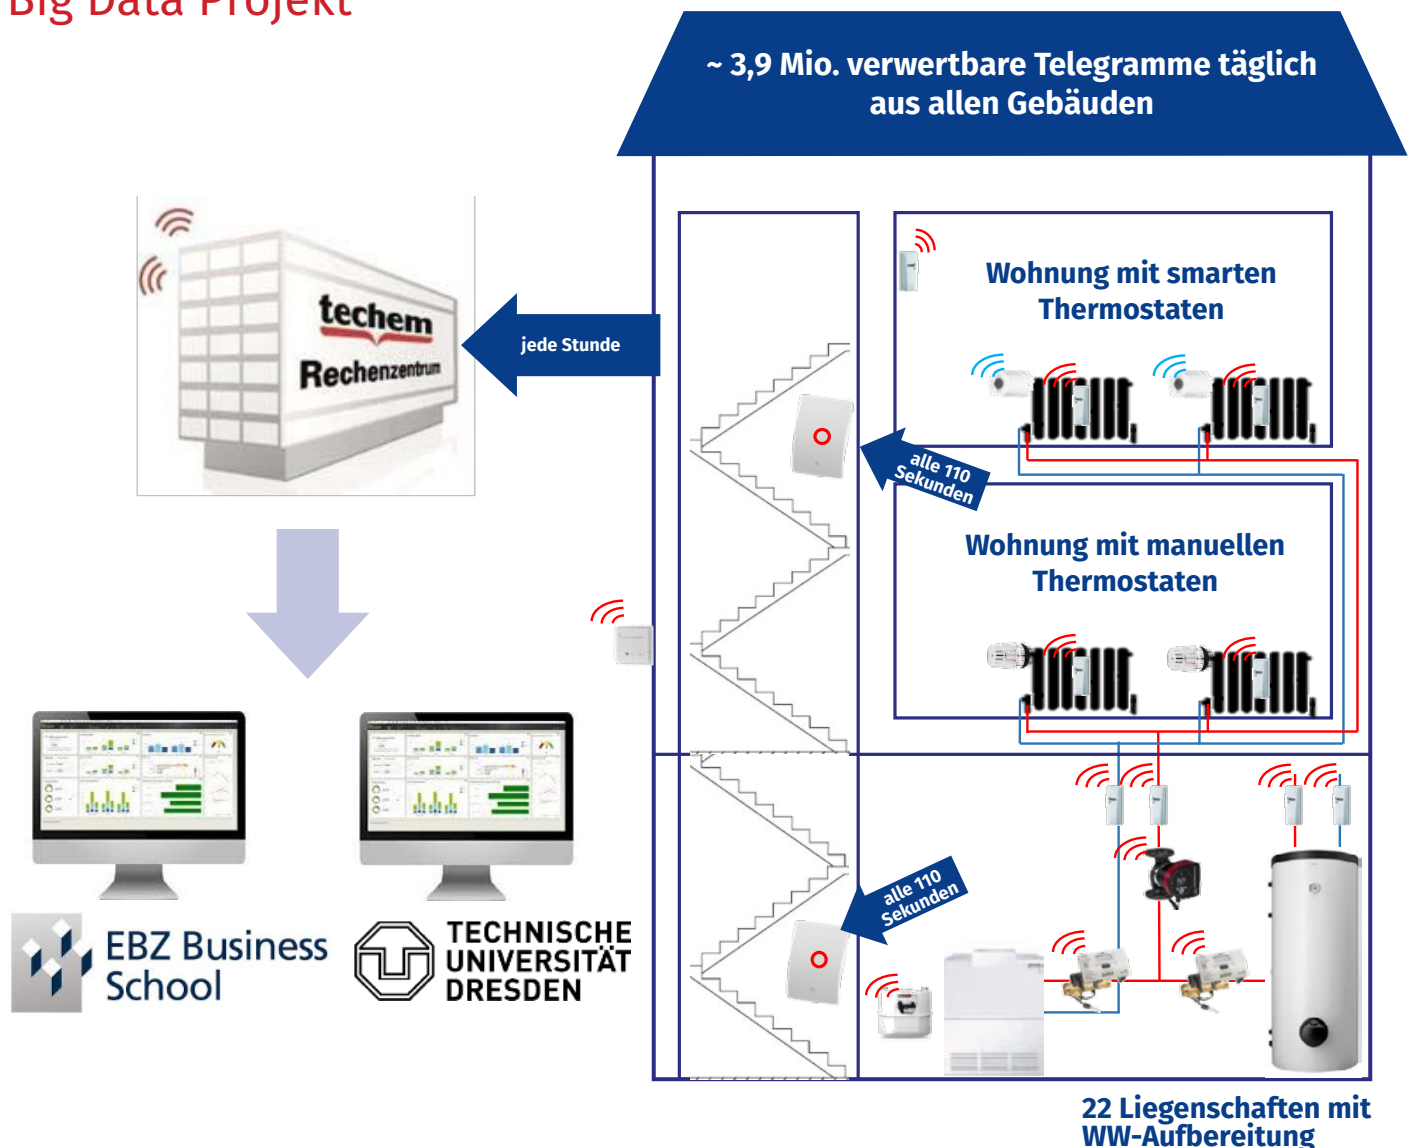 Big Data Projekt
~ 3,9 Mio. verwertbare Telegramme täglich
aus allen Gebäuden
techem
Rechenzentrum
jede Stunde
Wohnung mit smarten
Thermostaten
alle 110
Sekunden
Wohnung mit manuellen
Thermostaten
alle 110
Sekunden
EBZ Business
School
TECHNISCHE
UNIVERSITÄT
DRESDEN
22 Liegenschaften mit
WW-Aufbereitung